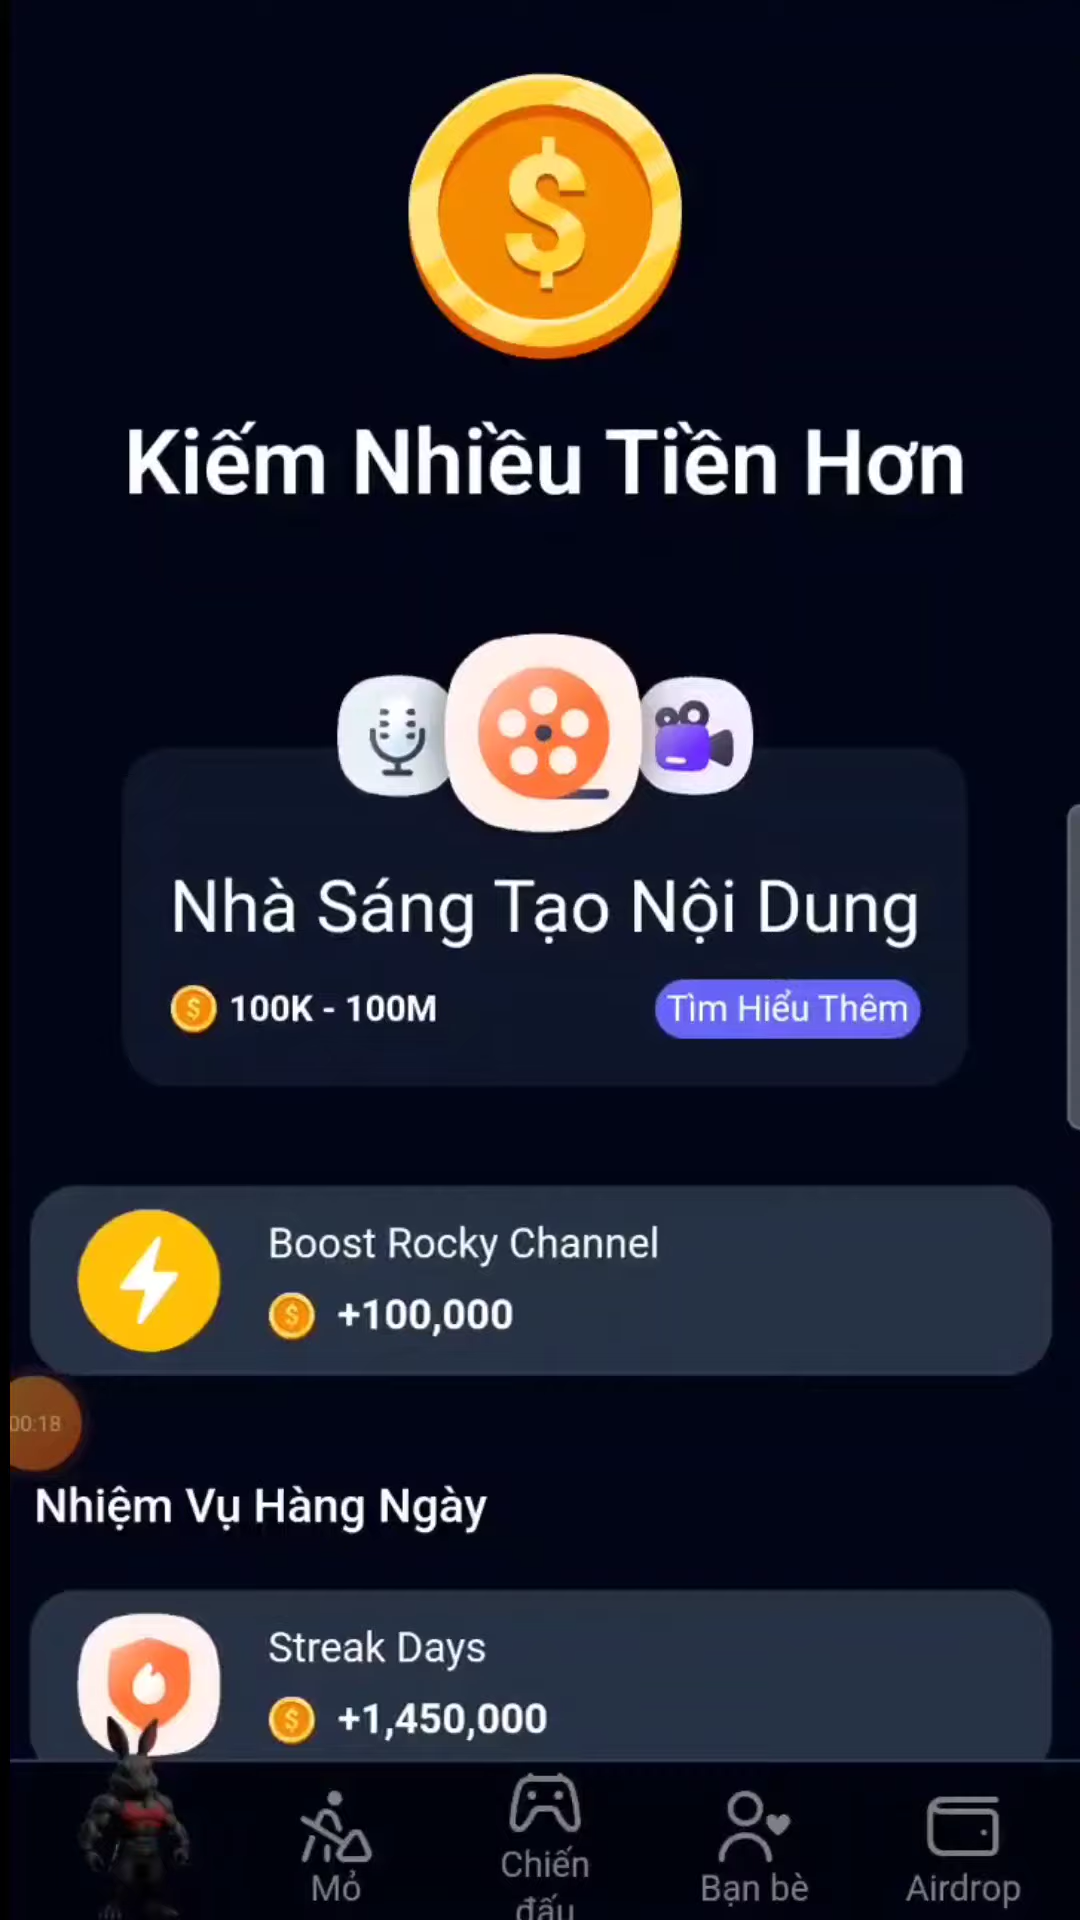 Kiếm Nhiều Tiền Hơn
Nhà Sáng Tạo Nội Dung
100K - 100M
Tìm Hiểu Thêm
Boost Rocky Channel
+100,000
00:18
Nhiệm Vụ Hàng Ngày
Streak Days
+1,450,000
Mỏ
Chiến
đấu
Bạn bè
Airdrop